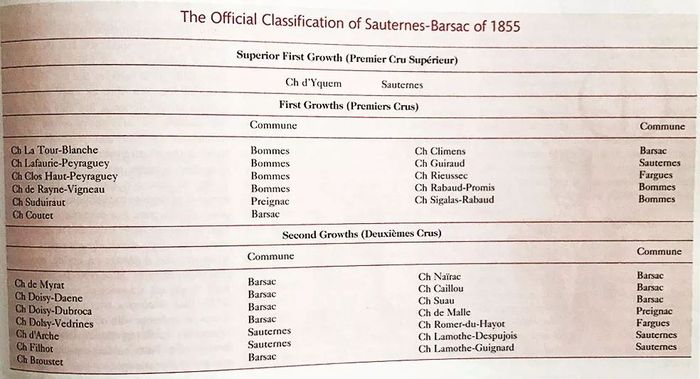 The Official Classification of Sauternes-Barsac of 1855
Superior First Growth (Premier Cru Supérieur)
Ch d'Yquem Sauternes
First Growths (Premiers Crus)
Commune Commune
Ch La Tour-Blanche Bommes Ch Climens Barsac
Ch Lafaurie-Peyraguey Bommes Ch Guiraud Sauternes
Ch Clos Haut-Peyraguey Bommes Ch Rieussec Fargues
Ch de Rayne-Vigneau Bommes Ch Rabaud-Promis Bommes
Ch Suduiraut Preignac Ch Sigalas-Rabaud Bommes
Ch Coutet Barsac
Second Growths (Deuxièmes Crus)
Commune Commune
Ch de Myrat Barsac Ch Naïrac Barsac
Ch Doisy-Daene Barsac Ch Caillou Barsac
Ch Doisy-Dubroca Barsac Ch Suau Barsac
Ch Doisy-Vedrines Barsac Ch de Malle Preignac
Ch d'Arche Sauternes Ch Romer-du-Hayot Fargues
Ch Filhot Sauternes Ch Lamothe-Despujols Sauternes
Ch Broustet Barsac Ch Lamothe-Guignard Sauternes